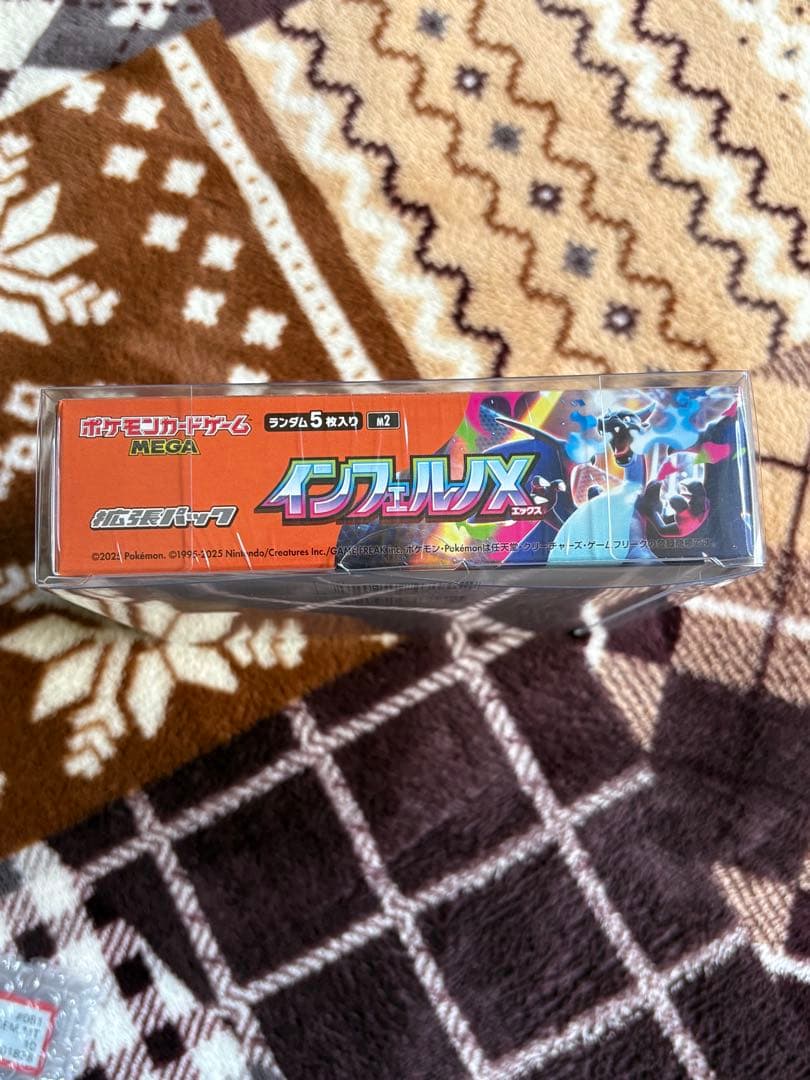 ポケモンカードゲーム
MEGA
ランダム5枚入り M2
インフェルノX
エックス
拡張パック
©2025 Pokémon. ©1995-2025 Nintendo/Creatures Inc./GAME FREAK inc. ポケモン・Pokémonは任天堂・クリーチャーズ・ゲームフリークの登録商標です。